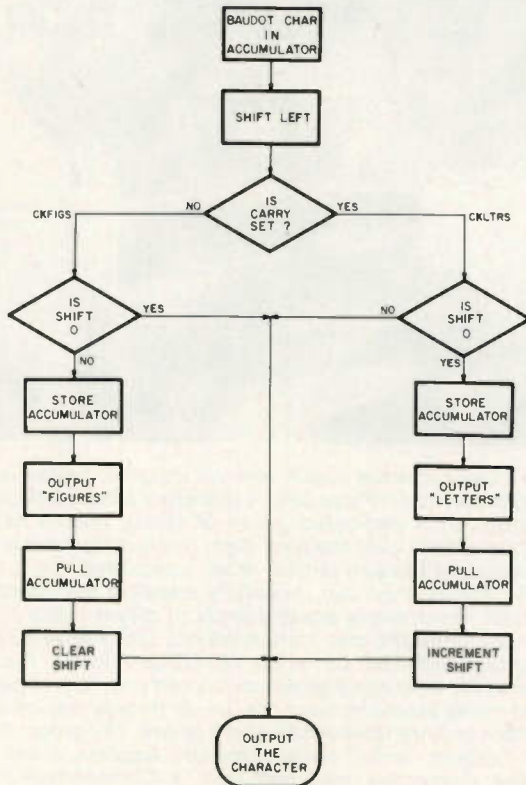 BAUDOT CHAR
IN
ACCUMULATOR
SHIFT LEFT
IS
CARRY
SET ?
NO
YES
CKFIGS
CKLTRS
IS
SHIFT
0
YES
NO
IS
SHIFT
0
NO
YES
STORE
ACCUMULATOR
STORE
ACCUMULATOR
OUTPUT
"FIGURES"
OUTPUT
"LETTERS"
PULL
ACCUMULATOR
PULL
ACCUMULATOR
CLEAR
SHIFT
INCREMENT
SHIFT
OUTPUT
THE
CHARACTER